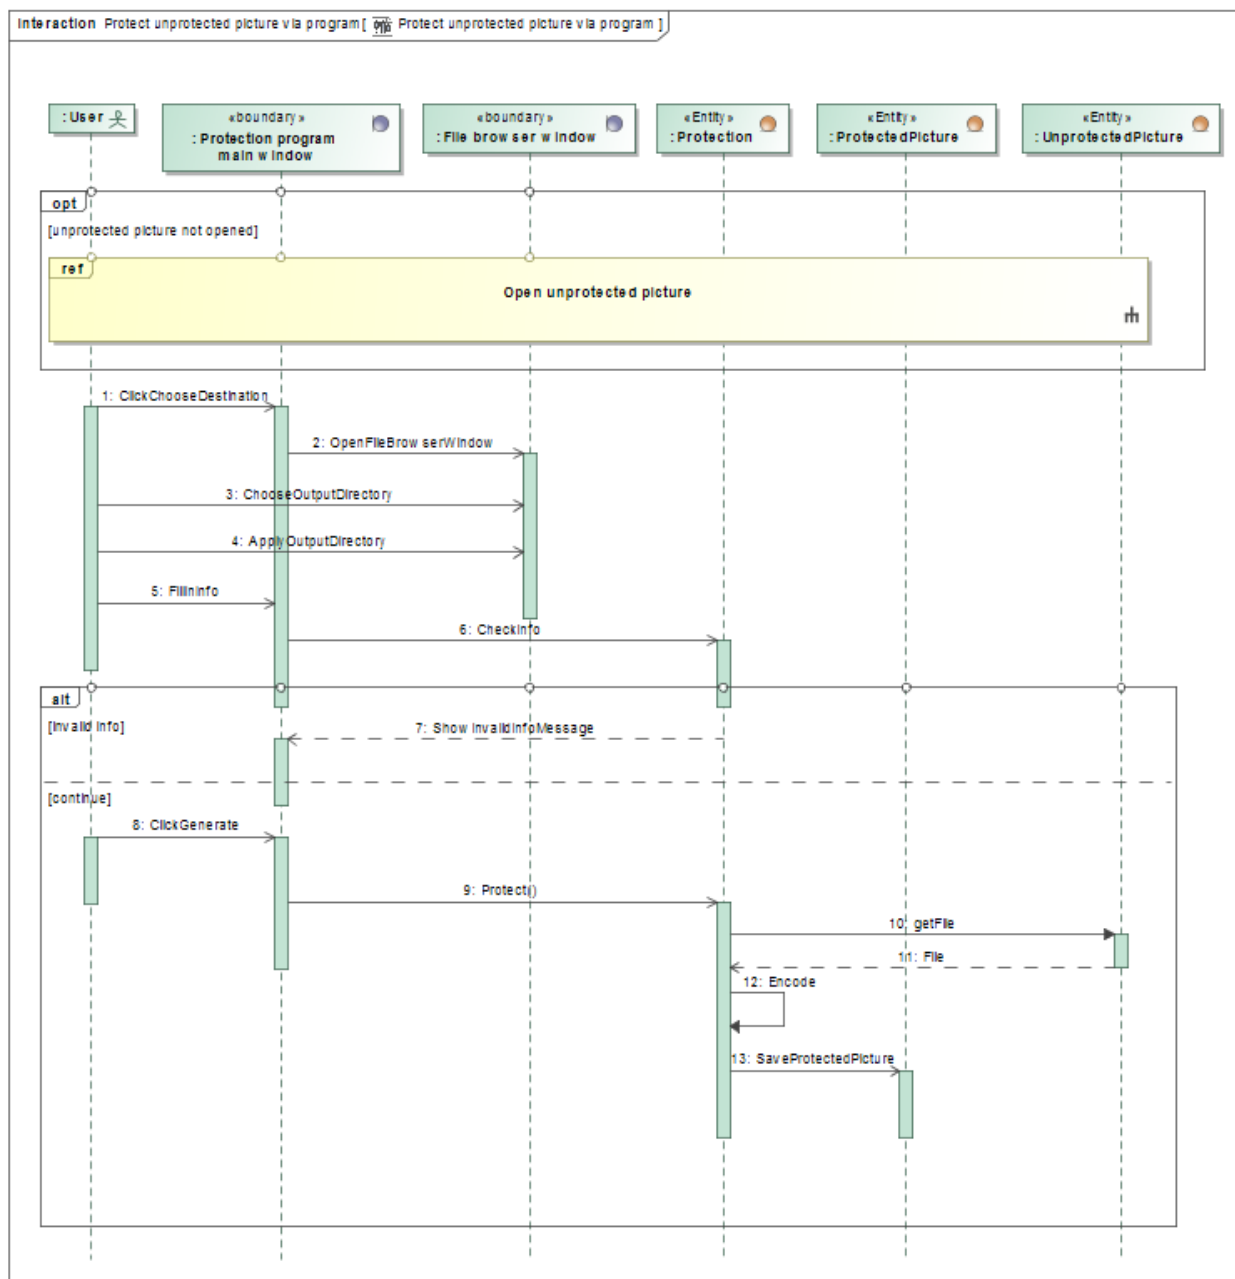 Interaction Protect unprotected picture via program[ Protect unprotected picture via program ]
: User
«boundary»
: Protection program
main window
«boundary»
: File browser window
«Entity»
: Protection
«Entity»
: ProtectedPicture
«Entity»
: UnprotectedPicture
opt
[unprotected picture not opened]
ref
Open unprotected picture
1: ClickChooseDestination
2: OpenFileBrowserWindow
3: ChooseOutputDirectory
4: ApplyOutputDirectory
5: FillInInfo
6: CheckInfo
alt
[Invalid info]
7: ShowInvalidInfoMessage
[continue]
8: ClickGenerate
9: Protect()
10: getFile
11: File
12: Encode
13: SaveProtectedPicture